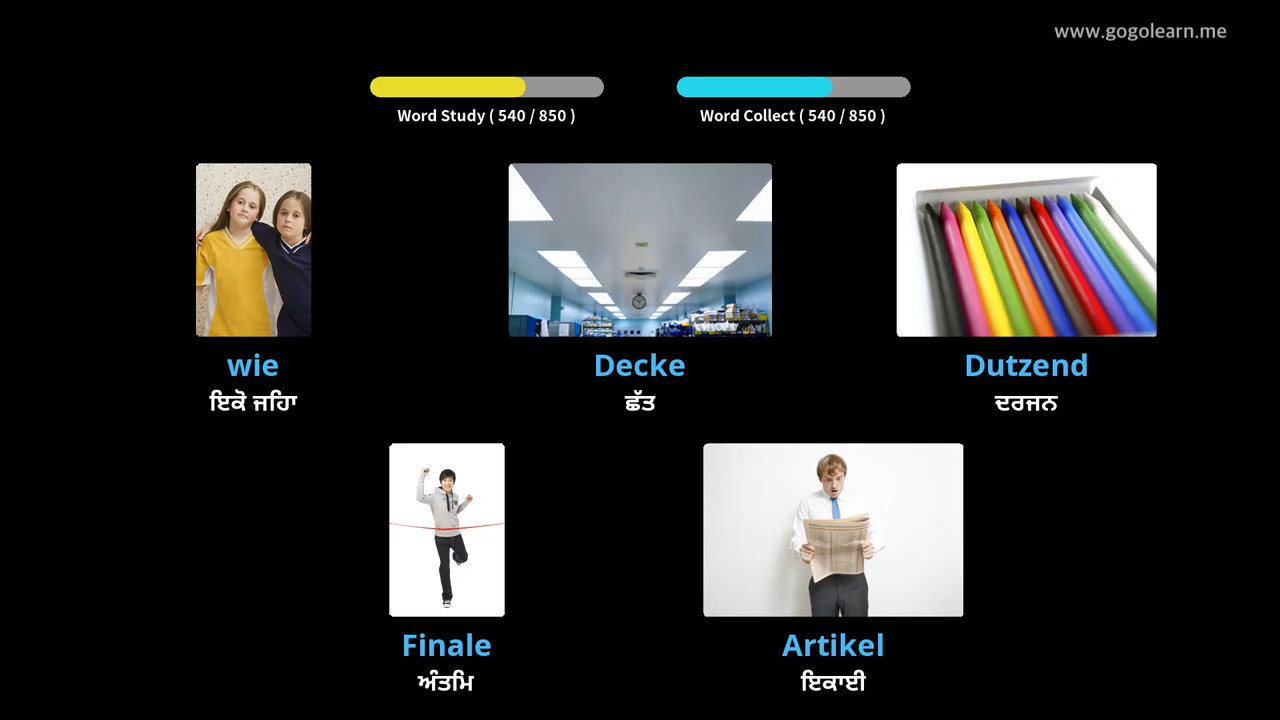 www.gogolearn.me
Word Study ( 540 / 850 )
Word Collect ( 540 / 850 )
wie
ਇਕੋ ਜਿਹਾ
Decke
ਛੱਤ
Dutzend
ਦਰਜਨ
Finale
ਅੰਤਮਿ
Artikel
ਇਕਾਈ